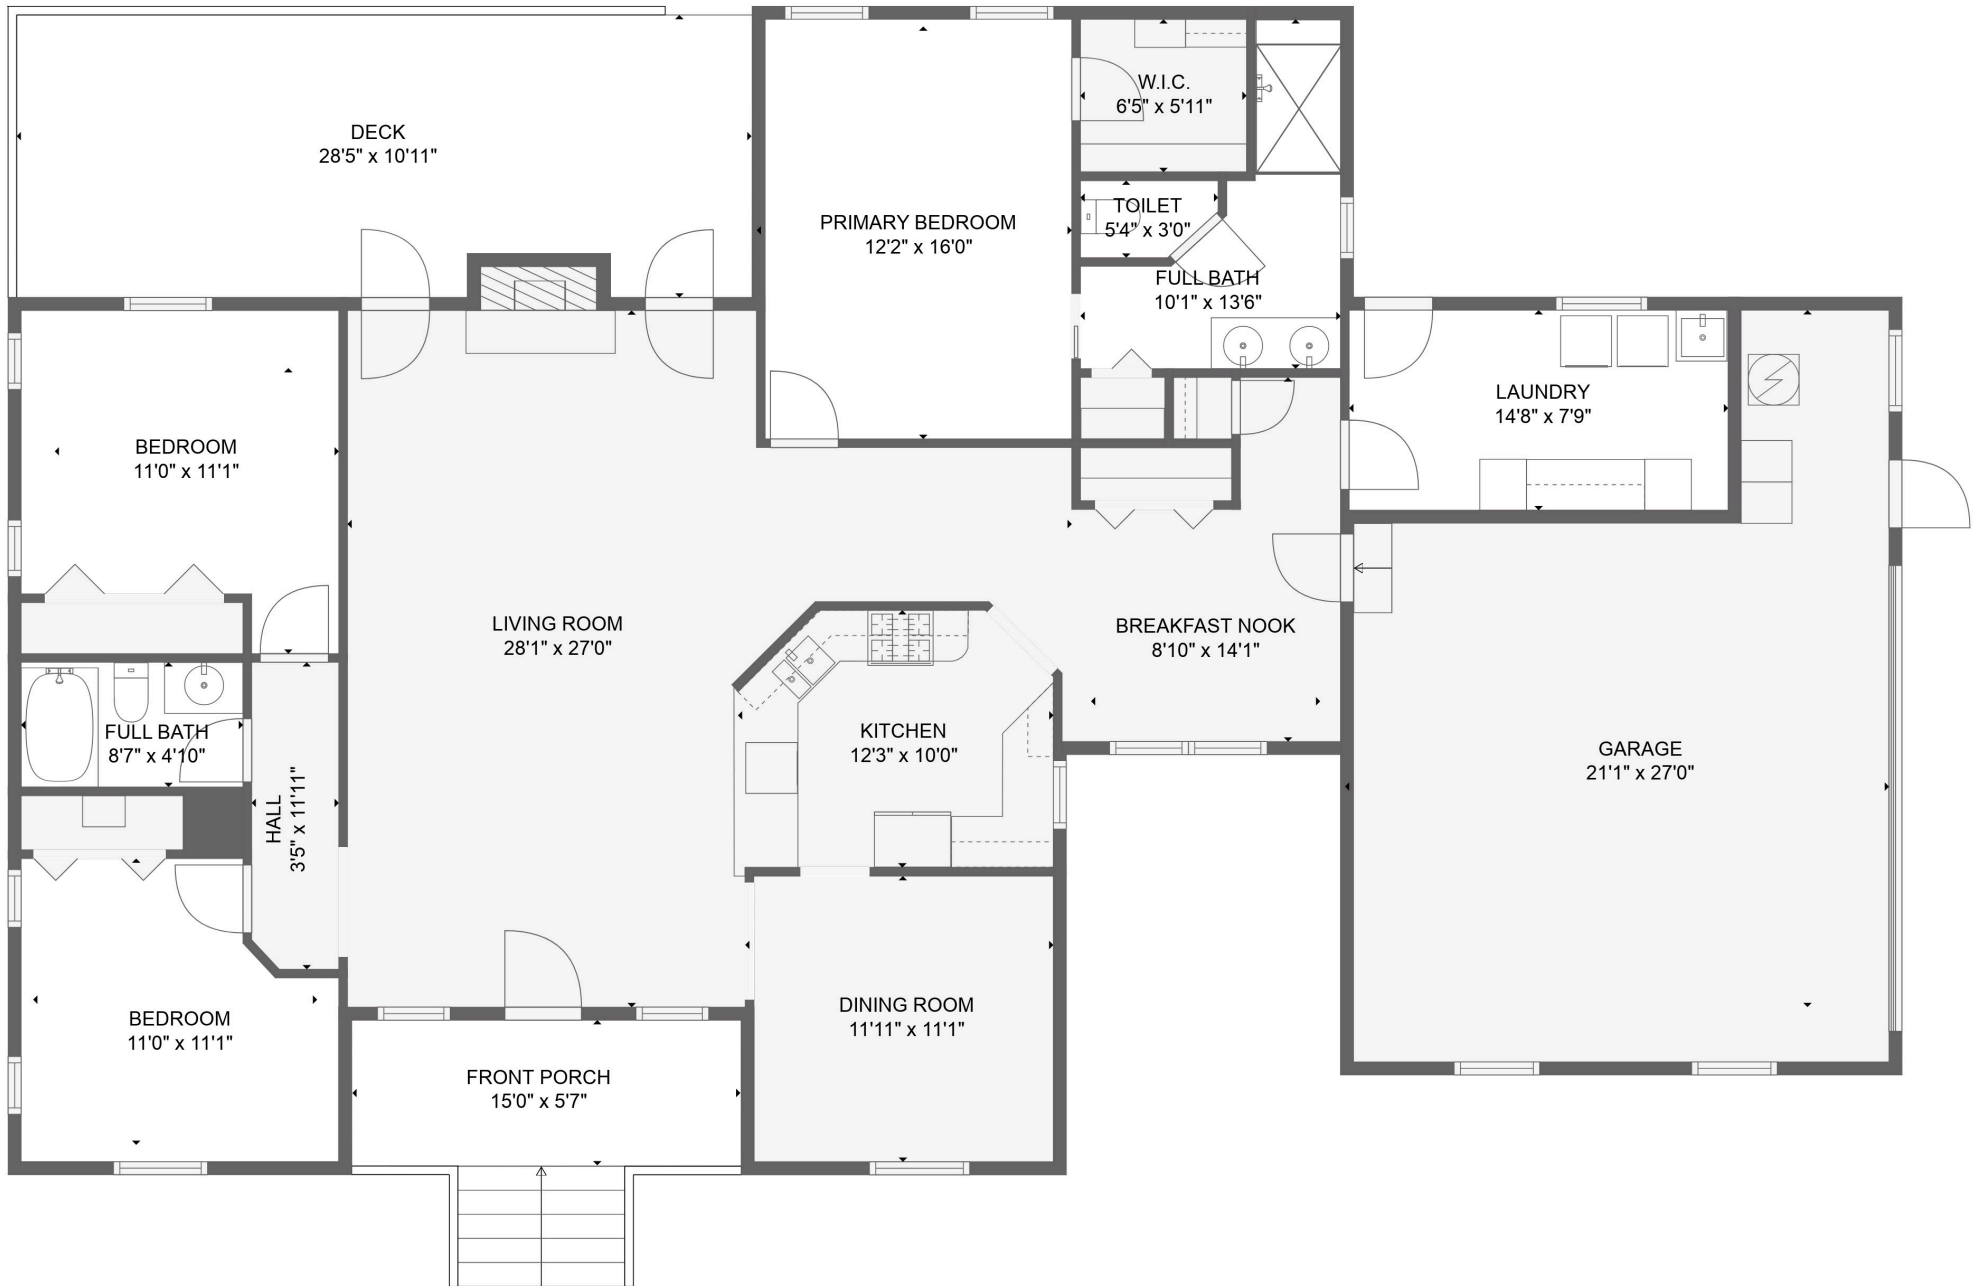 W.I.C.
6'5" x 5'11"
DECK
28'5" x 10'11"
TOILET
5'4" x 3'0"
PRIMARY BEDROOM
12'2" x 16'0"
FULL BATH
10'1" x 13'6"
LAUNDRY
14'8" x 7'9"
BEDROOM
11'0" x 11'1"
LIVING ROOM
28'1" x 27'0"
BREAKFAST NOOK
8'10" x 14'1"
FULL BATH
8'7" x 4'10"
KITCHEN
12'3" x 10'0"
GARAGE
21'1" x 27'0"
HALL
3'5" x 11'11"
DINING ROOM
11'11" x 11'1"
BEDROOM
11'0" x 11'1"
FRONT PORCH
15'0" x 5'7"